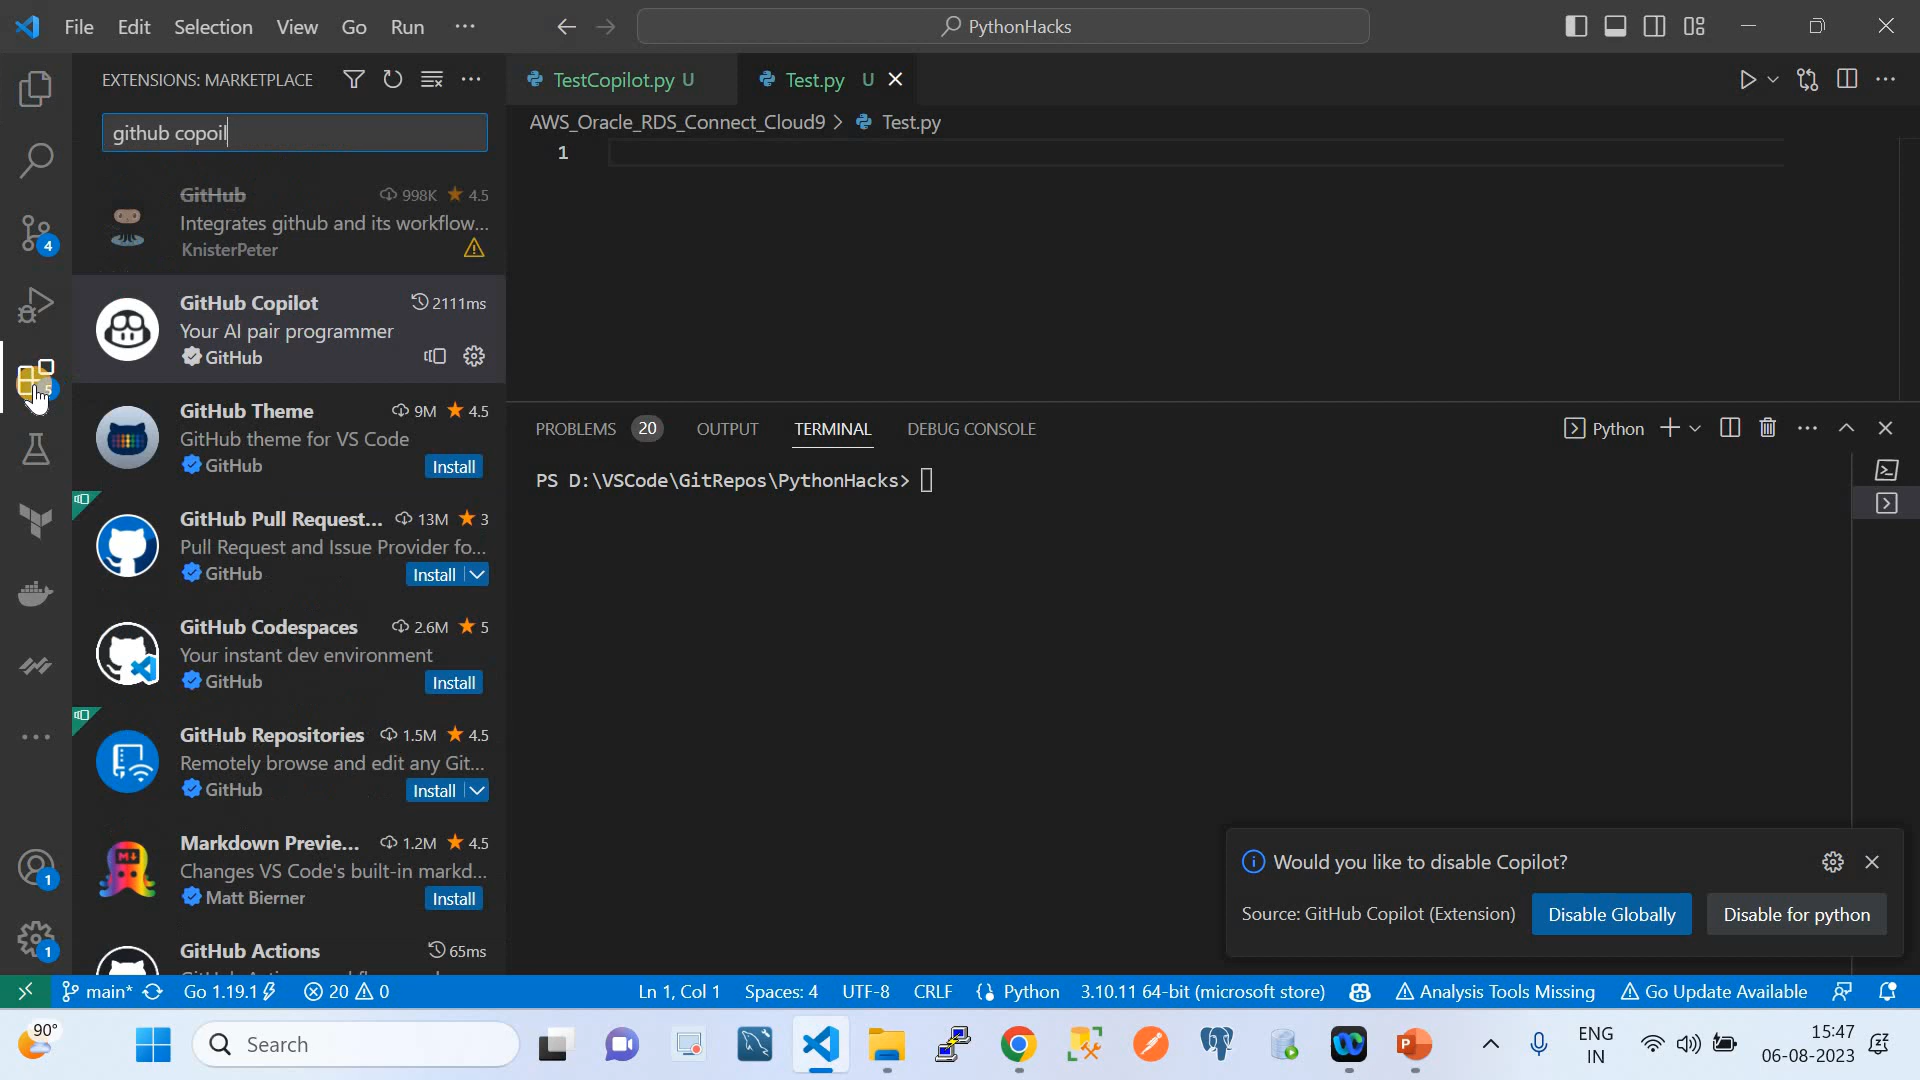 File Edit Selection View Go Run ···
PythonHacks
EXTENSIONS: MARKETPLACE
github copoil
GitHub 998K 4.5
Integrates github and its workflow...
KnisterPeter
GitHub Copilot 2111ms
Your AI pair programmer
GitHub
GitHub Theme 9M 4.5
GitHub theme for VS Code
GitHub Install
GitHub Pull Request... 13M 3
Pull Request and Issue Provider fo...
GitHub Install
GitHub Codespaces 2.6M 5
Your instant dev environment
GitHub Install
GitHub Repositories 1.5M 4.5
Remotely browse and edit any Git...
GitHub Install
Markdown Previe... 1.2M 4.5
Changes VS Code's built-in markd...
Matt Bierner Install
GitHub Actions 65ms
4
5
1
1
TestCopilot.py U Test.py U
AWS_Oracle_RDS_Connect_Cloud9 > Test.py
1
PROBLEMS 20 OUTPUT TERMINAL DEBUG CONSOLE Python
PS D:\VSCode\GitRepos\PythonHacks>
Would you like to disable Copilot?
Source: GitHub Copilot (Extension) Disable Globally Disable for python
main* Go 1.19.1 20 0 Ln 1, Col 1 Spaces: 4 UTF-8 CRLF Python 3.10.11 64-bit (microsoft store) Analysis Tools Missing Go Update Available
90° Search ENG 15:47
IN 06-08-2023